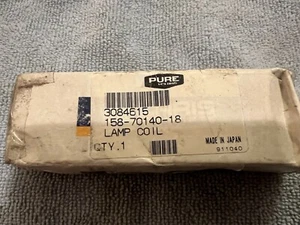 PURE
3084615
158-70140-18
LAMP COIL
QTY. 1
MADE IN JAPAN
911040